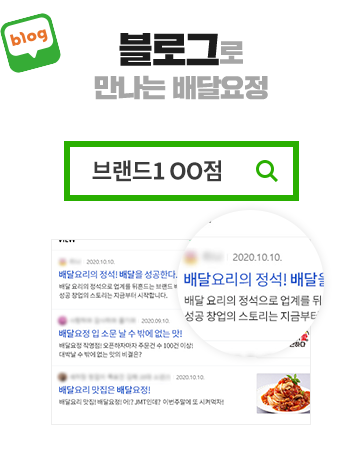 blog
블로그로
만나는 배달요정
브랜드100점
VIEW
2020.10.10.
배달요리의 정석! 배달을 성공한다.
배달 요리의 정석으로 업계를 뒤흔드는 브랜드 배
성공 창업의 스토리는 지금부터 시작합니다.
2020.10.10.
배달요리의 정석! 배달을
배달 요리의 정석으로 업계를 뒤
성공 창업의 스토리는 지금부터
2020.09.10.
배달요정 입 소문 날 수 밖에 없는 맛!
배달요정 직영점! 오픈하자마자 주문건 수 100건 이상!
대박날 수 밖에 없는 맛의 비결은?
2020.10.10.
배달요리 맛집은 배달요정!
배달요리 맛집! 배달요정! 어!? JMT인데? 이번주말에 또 시켜먹자!